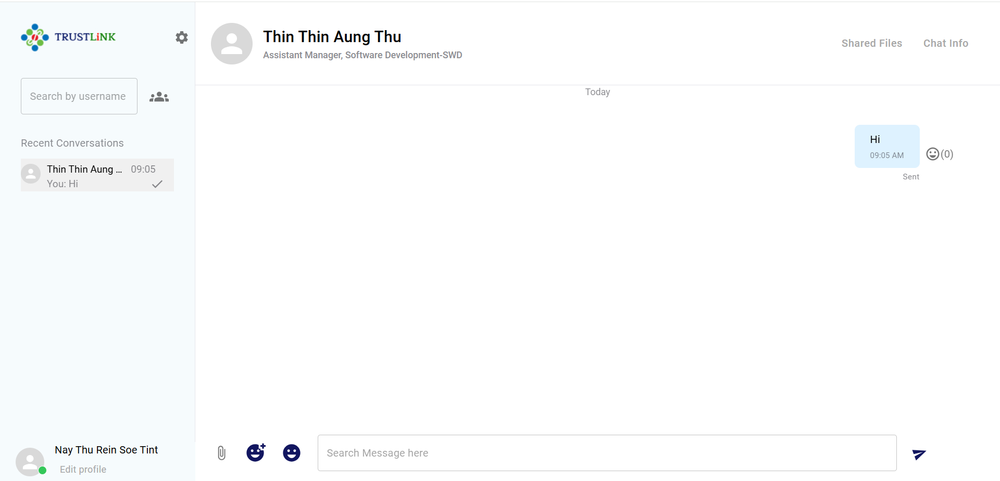 TRUSTLiNK
Search by username
Recent Conversations
Thin Thin Aung ... 09:05
You: Hi
Nay Thu Rein Soe Tint
Edit profile
Thin Thin Aung Thu
Assistant Manager, Software Development-SWD
Shared Files Chat Info
Today
Hi
09:05 AM
(0)
Sent
Search Message here